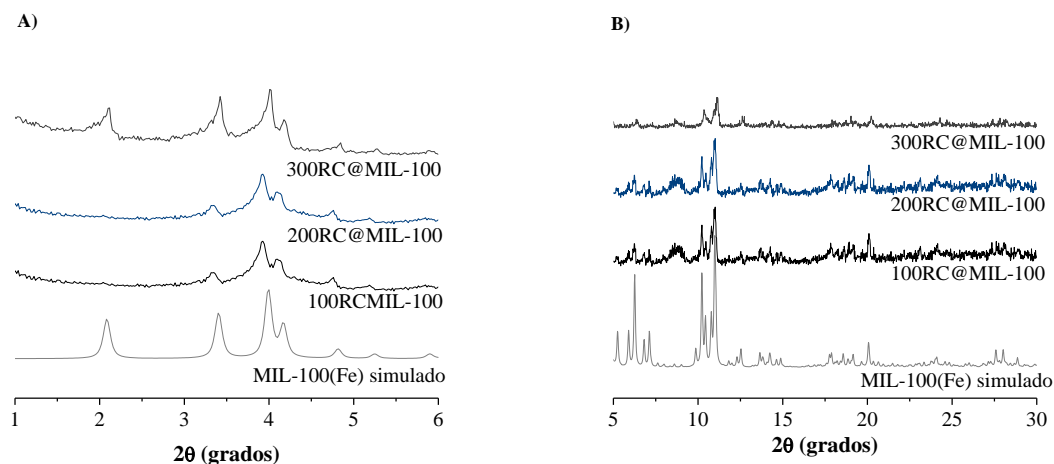 A)
300RC@MIL-100
200RC@MIL-100
100RCMIL-100
MIL-100(Fe) simulado
1 2 3 4 5 6
2θ (grados)
B)
300RC@MIL-100
200RC@MIL-100
100RC@MIL-100
MIL-100(Fe) simulado
5 10 15 20 25 30
2θ (grados)